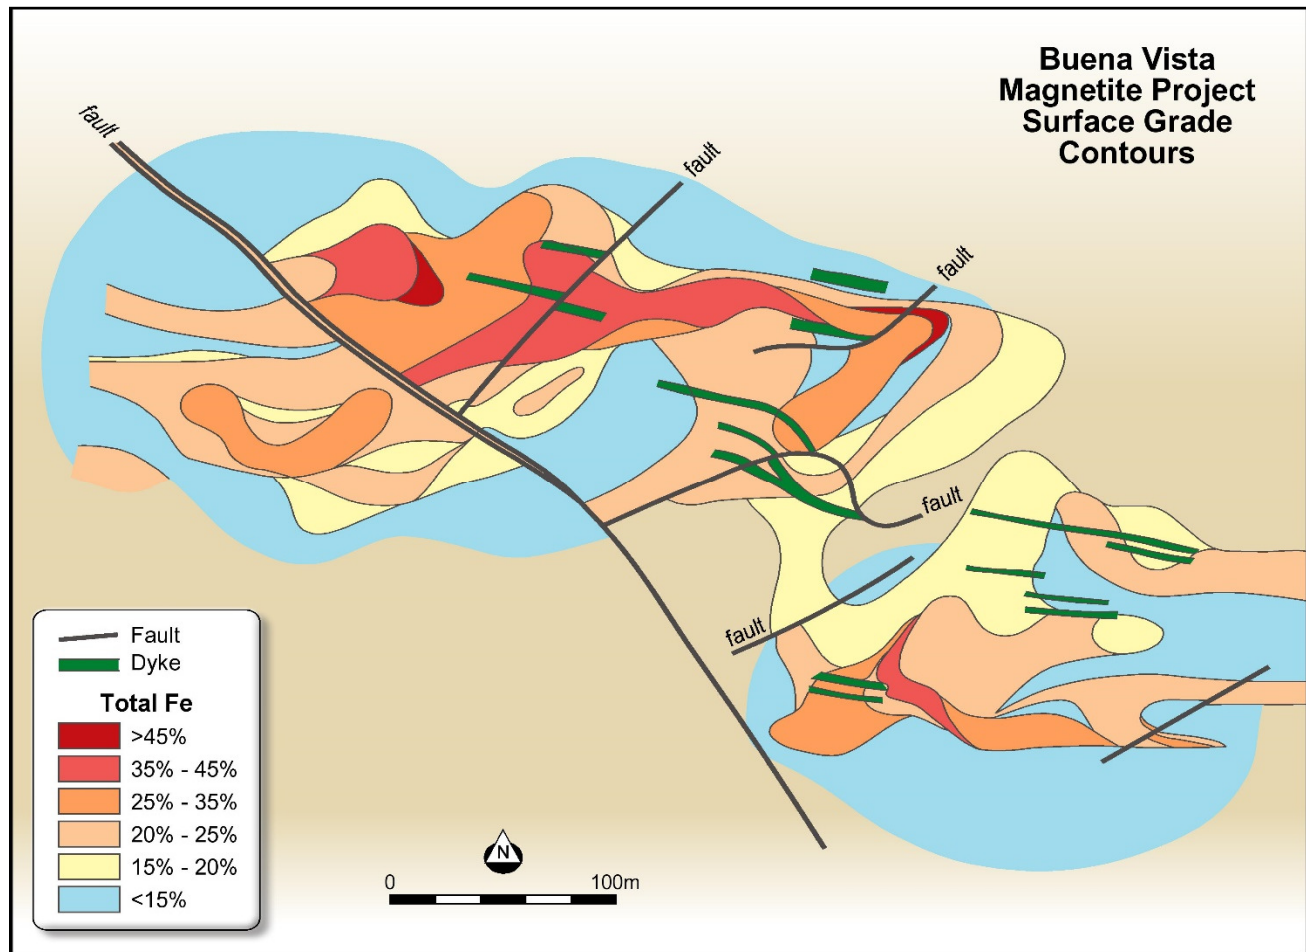 Buena Vista
Magnetite Project
Surface Grade
Contours
fault
fault
fault
fault
fault
Fault
Dyke
Total Fe
>45%
35% - 45%
25% - 35%
20% - 25%
15% - 20%
<15%
N
0 100m